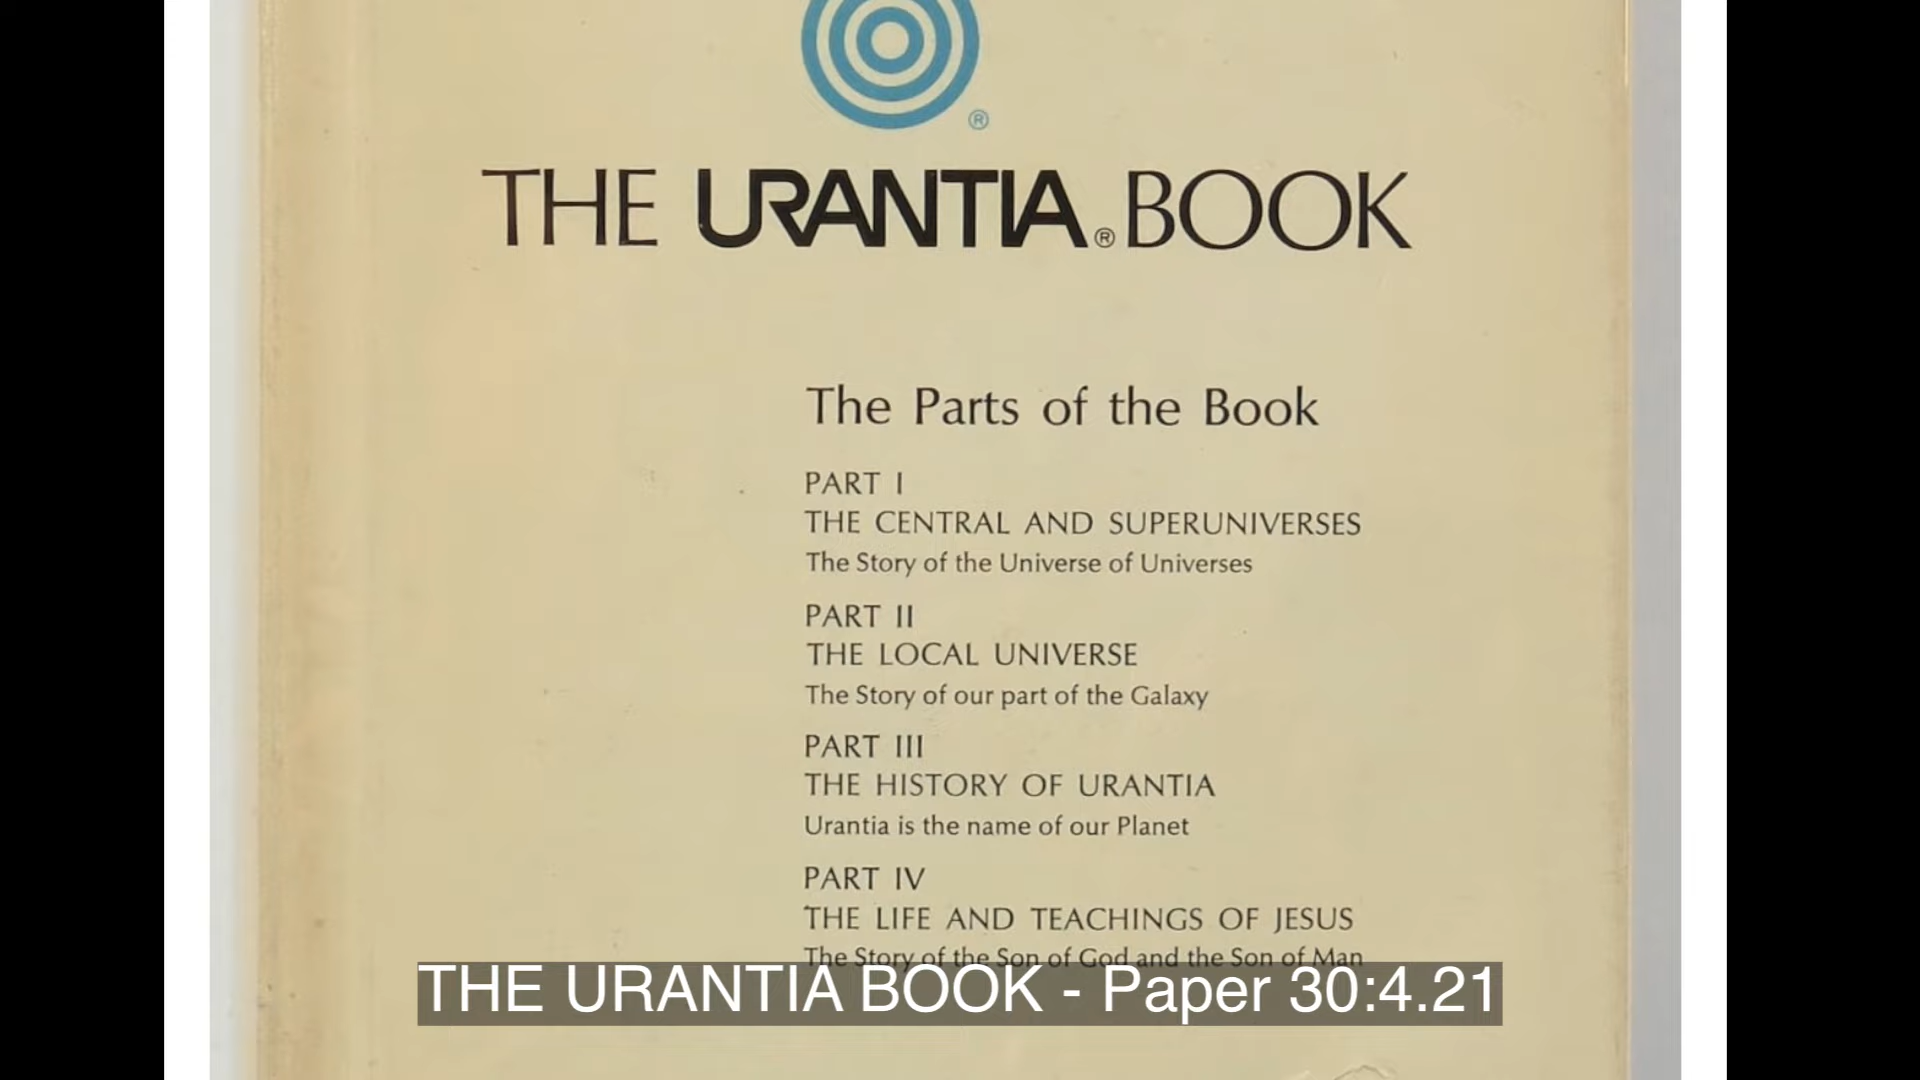 ®
THE URANTIA® BOOK
The Parts of the Book
PART I
THE CENTRAL AND SUPERUNIVERSES
The Story of the Universe of Universes
PART II
THE LOCAL UNIVERSE
The Story of our part of the Galaxy
PART III
THE HISTORY OF URANTIA
Urantia is the name of our Planet
PART IV
THE LIFE AND TEACHINGS OF JESUS
The Story of the Son of God and the Son of Man
THE URANTIA BOOK - Paper 30:4.21